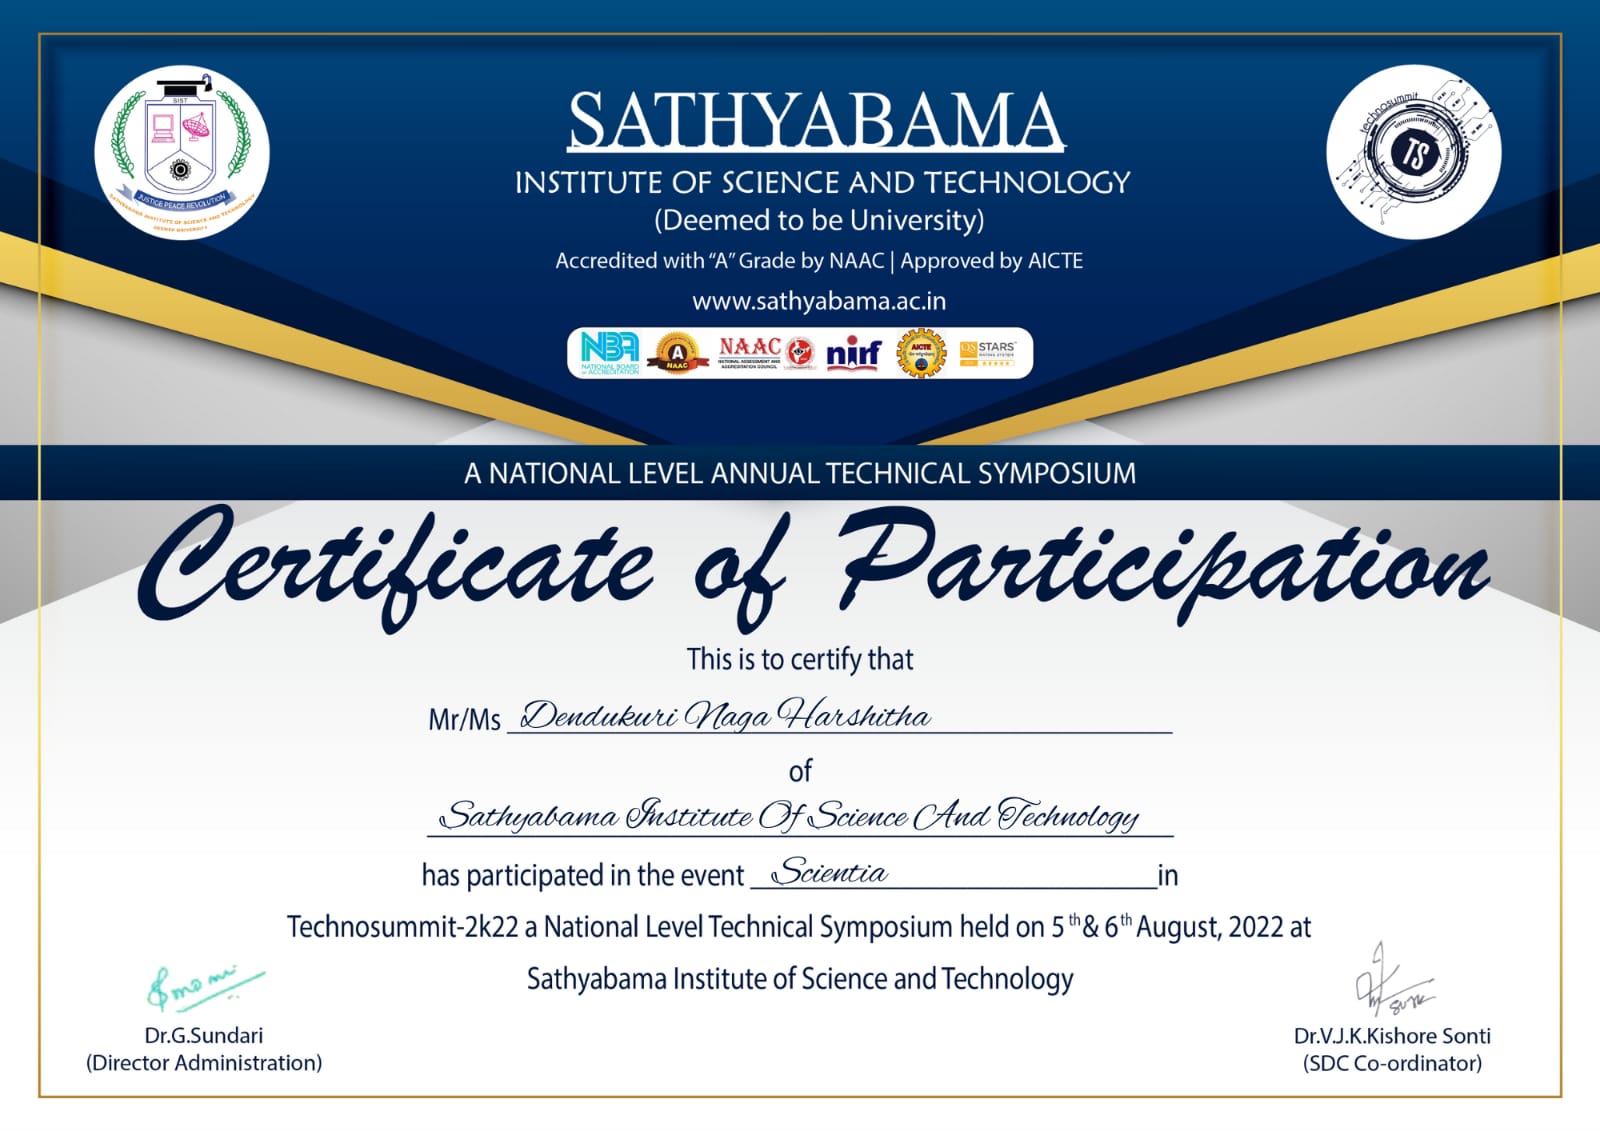 SIST
JUSTICE PEACE REVOLUTION
SATHYABAMA INSTITUTE OF SCIENCE AND TECHNOLOGY
DEEMED UNIVERSITY
SATHYABAMA
INSTITUTE OF SCIENCE AND TECHNOLOGY
(Deemed to be University)
Accredited with “A” Grade by NAAC | Approved by AICTE
www.sathyabama.ac.in
technosummit
TS
NBA
NATIONAL BOARD
of ACCREDITATION
A
NAAC
NAAC
NATIONAL ASSESSMENT AND
ACCREDITATION COUNCIL
nirf
AICTE
QS STARS
RATING SYSTEM
A NATIONAL LEVEL ANNUAL TECHNICAL SYMPOSIUM
Certificate of Participation
This is to certify that
Mr/Ms Dendukuri Naga Harshitha
of
Sathyabama Institute Of Science And Technology
has participated in the event Scientia in
Technosummit-2k22 a National Level Technical Symposium held on 5th & 6th August, 2022 at
Sathyabama Institute of Science and Technology
Dr.G.Sundari
(Director Administration)
Dr.V.J.K.Kishore Sonti
(SDC Co-ordinator)